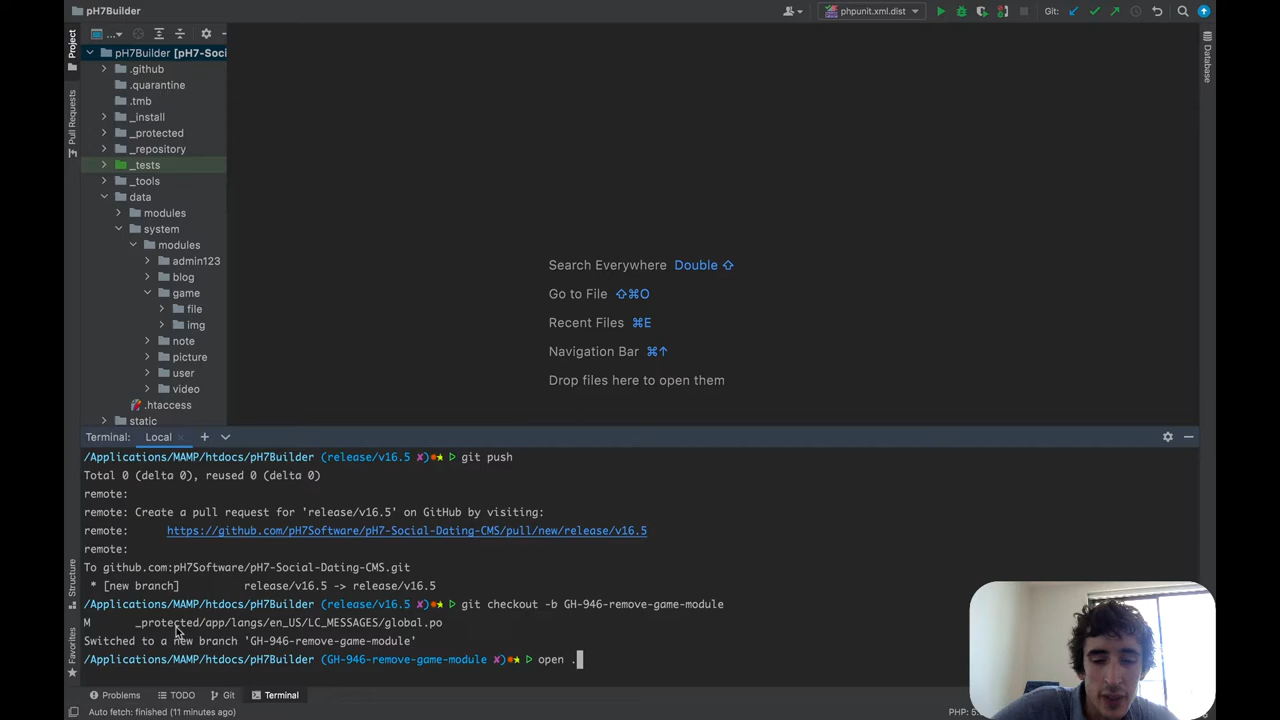 pH7Builder
phpunit.xml.dist
Git:
Project
...
pH7Builder [pH7-Soci
.github
.quarantine
.tmb
_install
_protected
_repository
_tests
_tools
data
modules
system
modules
admin123
blog
game
file
img
note
picture
user
video
.htaccess
static
Pull Requests
Structure
Favorites
Database
Search Everywhere Double ⇧
Go to File ⇧⌘O
Recent Files ⌘E
Navigation Bar ⌘↑
Drop files here to open them
Terminal: Local × +
/Applications/MAMP/htdocs/pH7Builder (release/v16.5 ✘)●★ ▷ git push
Total 0 (delta 0), reused 0 (delta 0)
remote:
remote: Create a pull request for 'release/v16.5' on GitHub by visiting:
remote:      https://github.com/pH7Software/pH7-Social-Dating-CMS/pull/new/release/v16.5
remote:
To github.com:pH7Software/pH7-Social-Dating-CMS.git
 * [new branch]          release/v16.5 -> release/v16.5
/Applications/MAMP/htdocs/pH7Builder (release/v16.5 ✘)●★ ▷ git checkout -b GH-946-remove-game-module
M       _protected/app/langs/en_US/LC_MESSAGES/global.po
Switched to a new branch 'GH-946-remove-game-module'
/Applications/MAMP/htdocs/pH7Builder (GH-946-remove-game-module ✘)●★ ▷ open .
Problems TODO Git Terminal
Auto fetch: finished (11 minutes ago)
PHP: